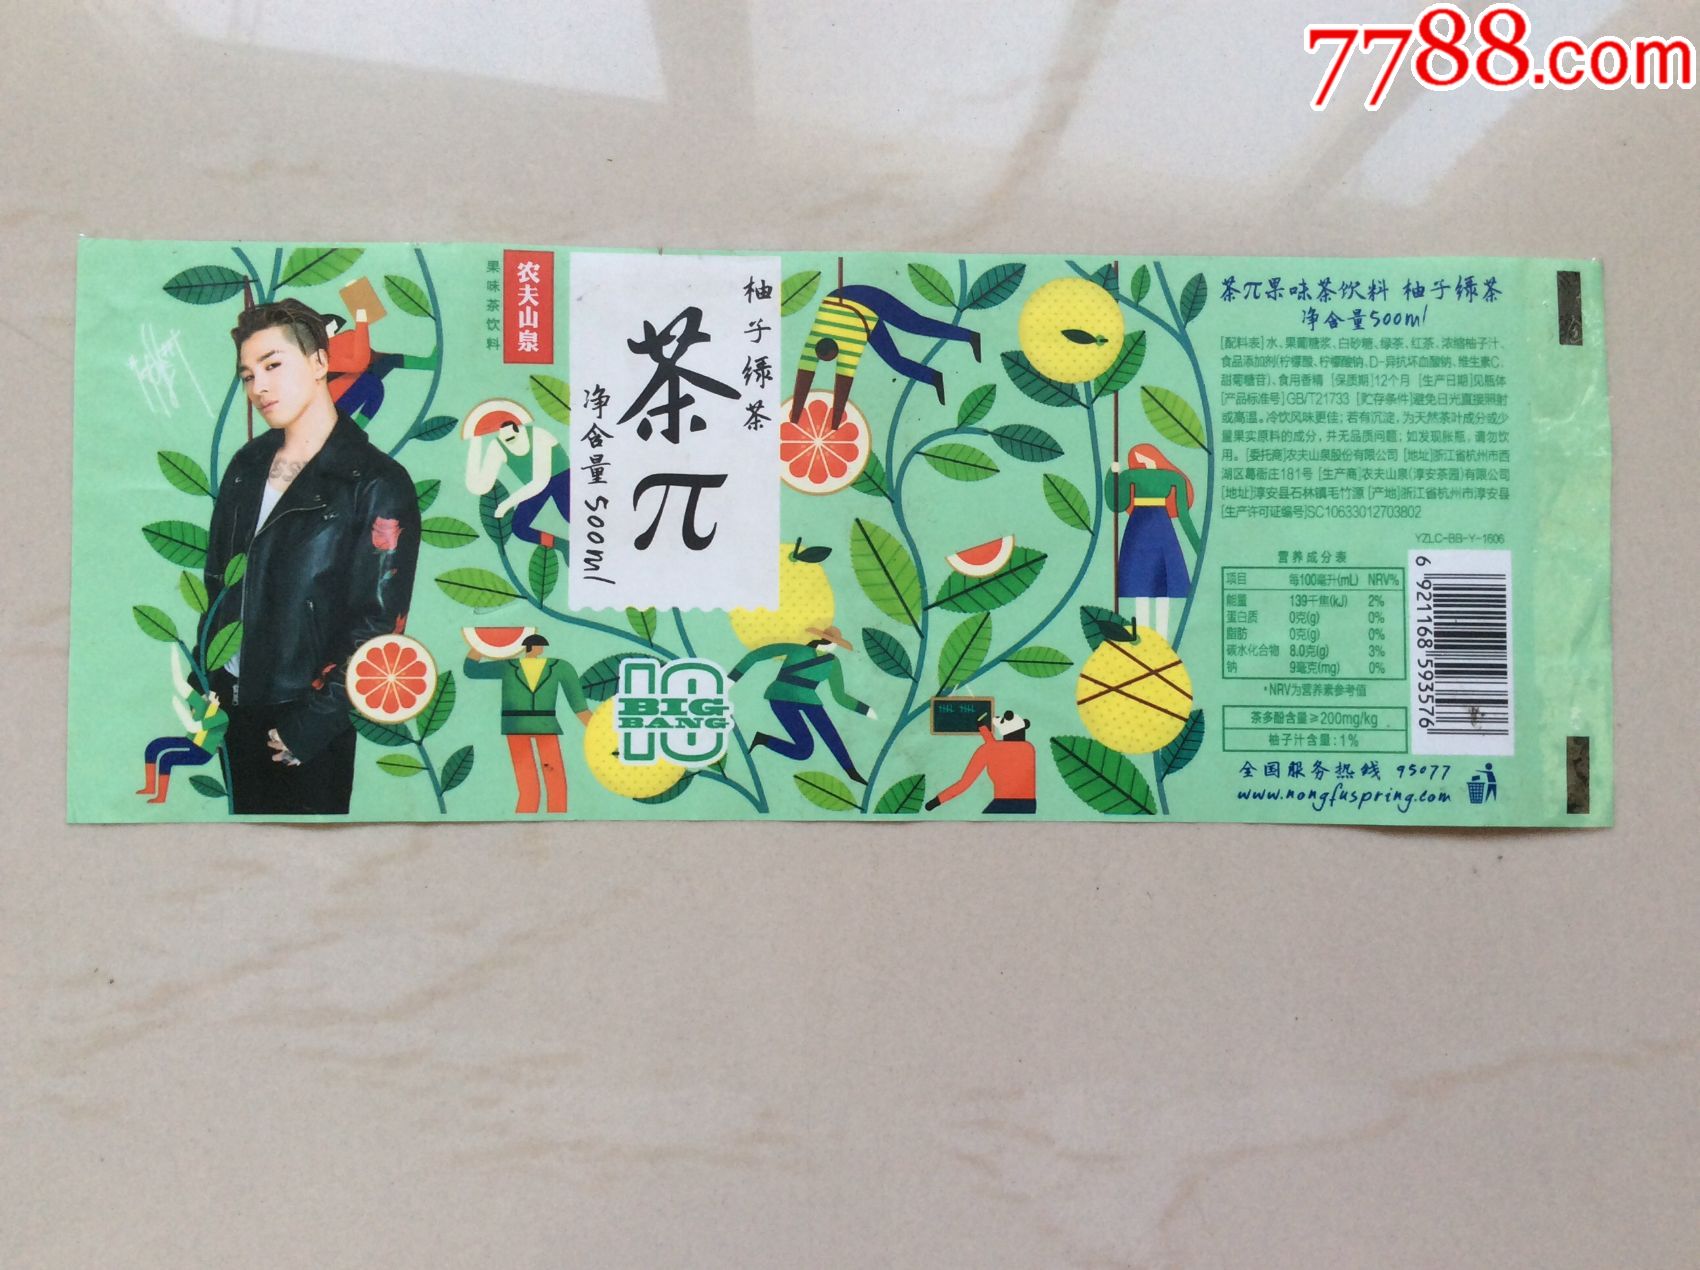 7788.com
果味茶饮料
农夫山泉
茶π
柚子绿茶
净含量500ml
10
BIG
BANG
茶π果味茶饮料 柚子绿茶
净含量500ml
[配料表]水、果葡糖浆、白砂糖、绿茶、红茶、浓缩柚子汁、
食品添加剂(柠檬酸、柠檬酸钠、D-异抗坏血酸钠、维生素C、
甜菊糖苷)、食用香精 [保质期]12个月 [生产日期]见瓶体
[产品标准号]GB/T21733 [贮存条件]避免日光直接照射
或高温。冷饮风味更佳;若有沉淀,为天然茶叶成分或少
量果实原料的成分,并无品质问题;如发现胀瓶,请勿饮
用。[委托商]农夫山泉股份有限公司 [地址]浙江省杭州市西
湖区葛衙庄181号 [生产商]农夫山泉(淳安茶园)有限公司
[地址]淳安县石林镇毛竹源 [产地]浙江省杭州市淳安县
[生产许可证编号]SC10633012703802
YZLC-BB-Y-1606
营养成分表
项目 每100毫升(mL) NRV%
能量 139千焦(kJ) 2%
蛋白质 0克(g) 0%
脂肪 0克(g) 0%
碳水化合物 8.0克(g) 3%
钠 9毫克(mg) 0%
*NRV为营养素参考值
茶多酚含量≥200mg/kg
柚子汁含量:1%
6 921168 593576
全国服务热线 95077
www.nongfuspring.com